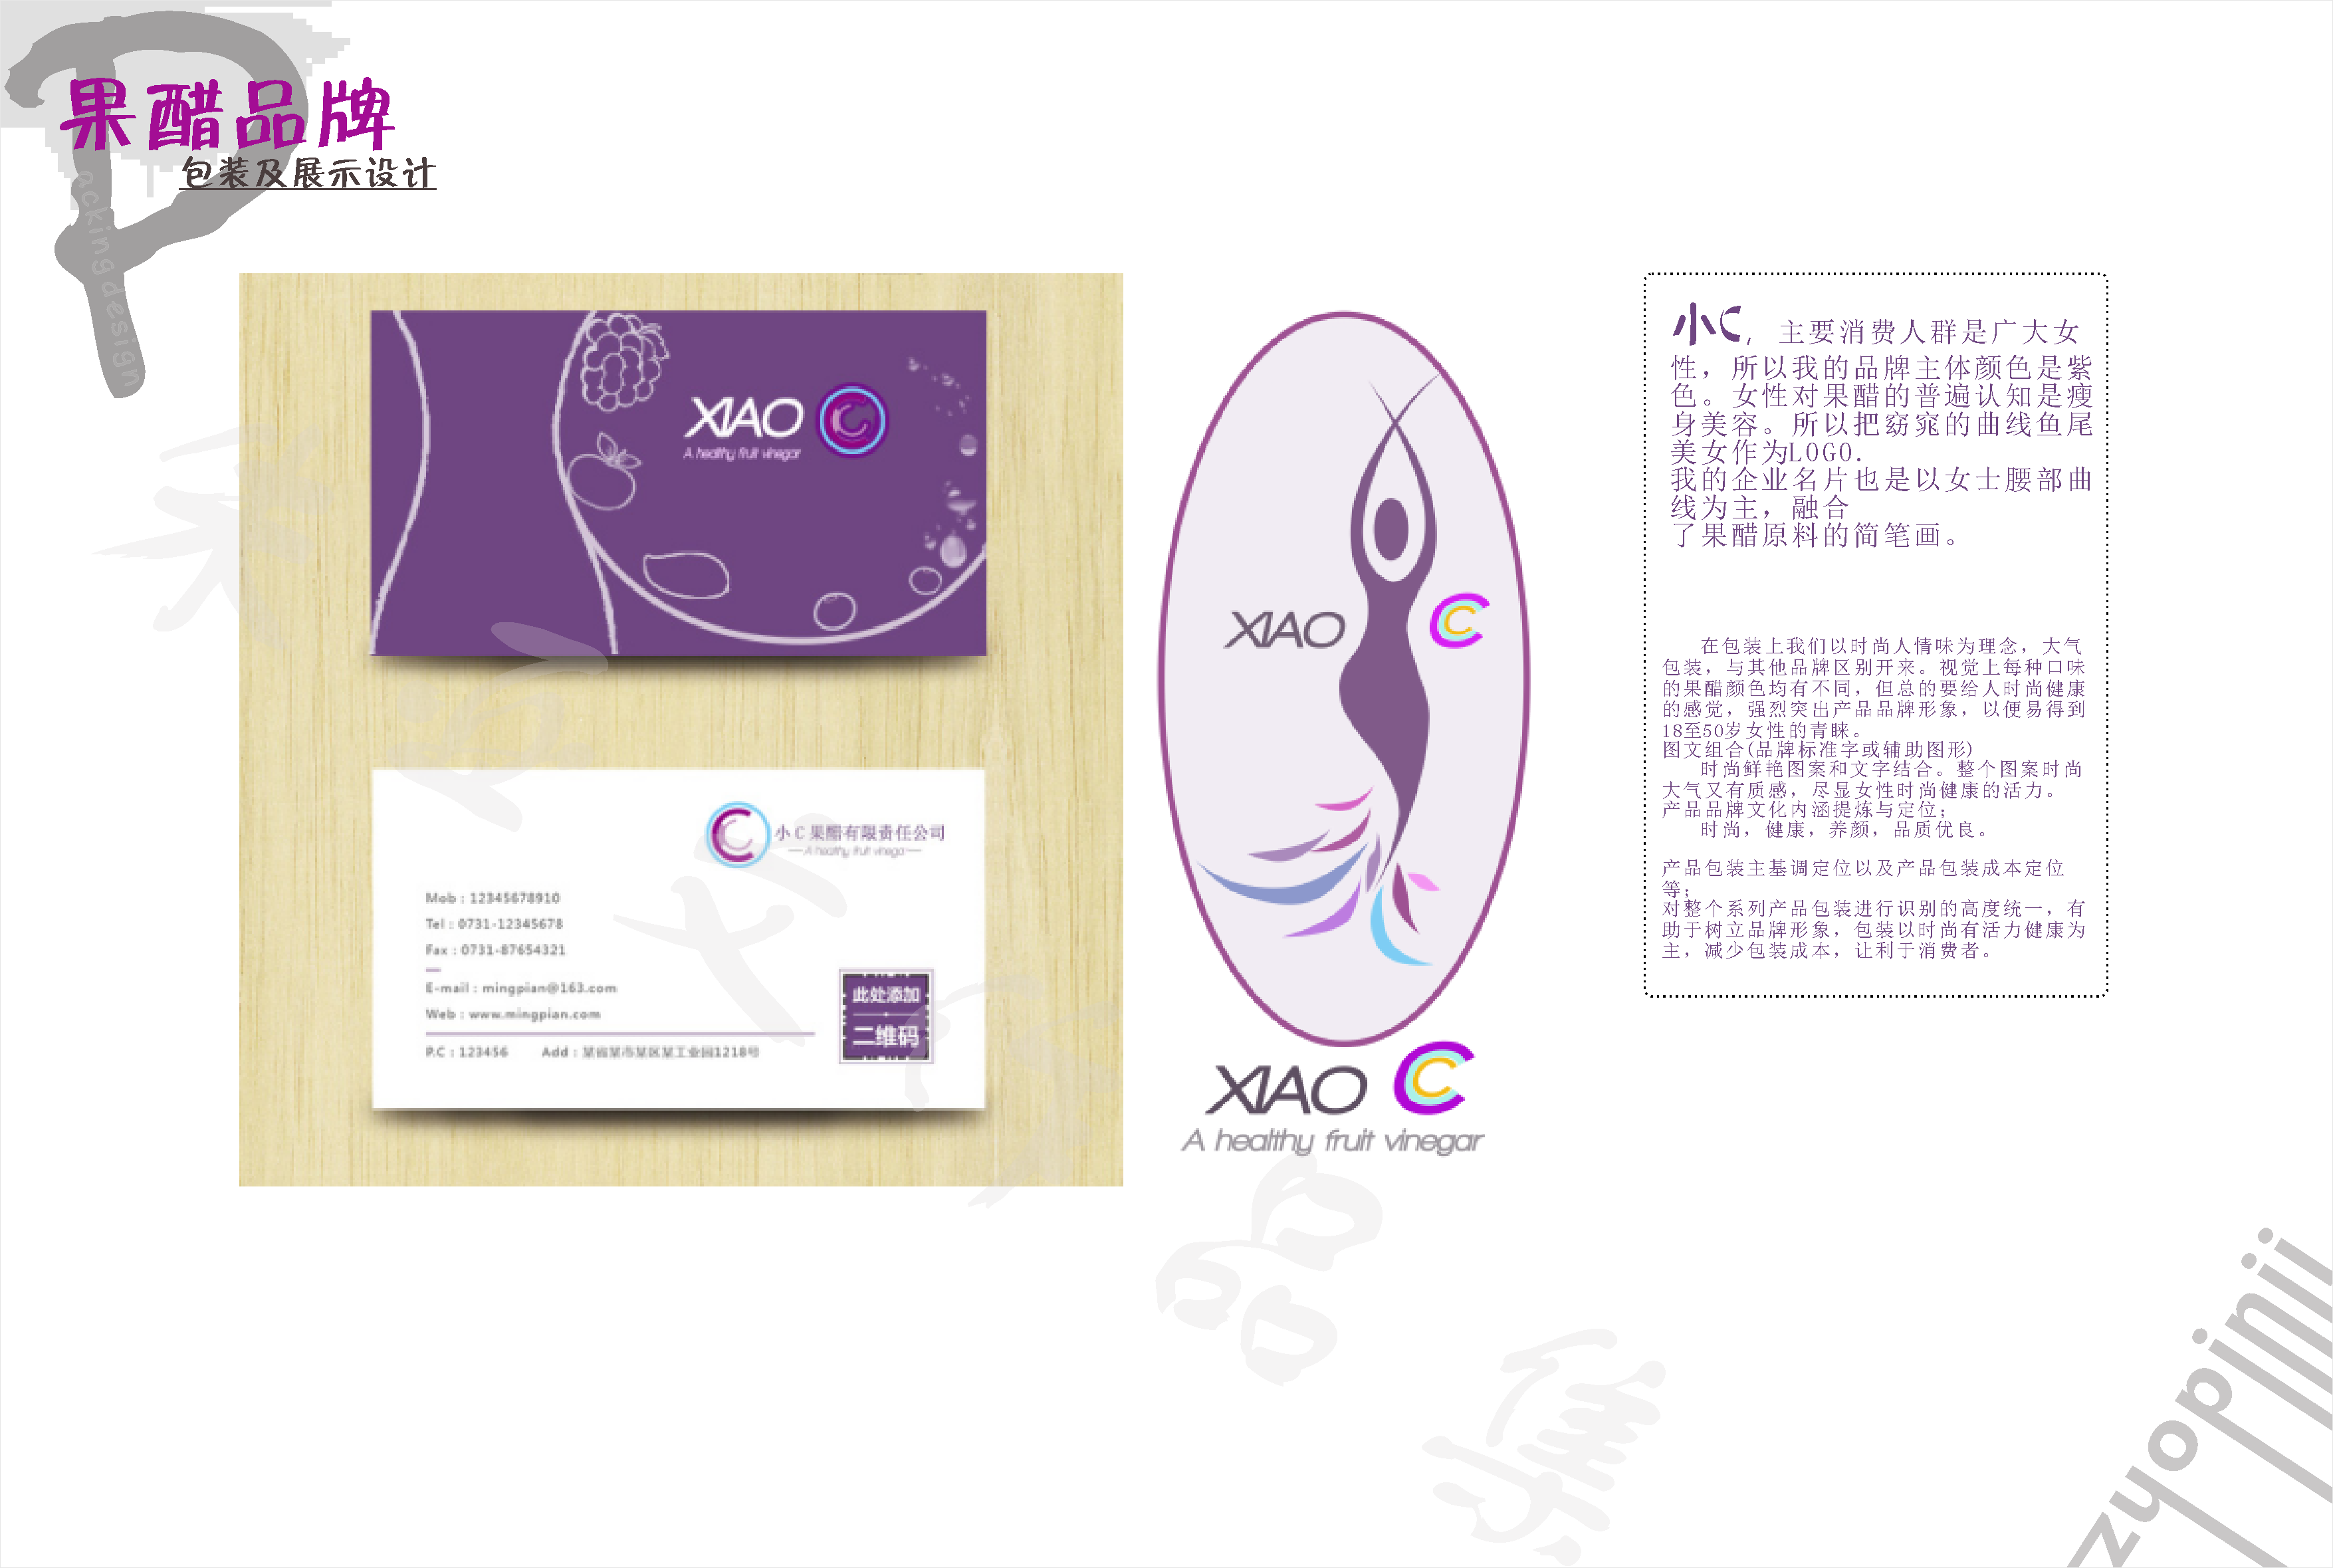 果醋品牌
包装及展示设计
acking design
XIAO C
A healthy fruit vinegar
小C果醋有限责任公司
A healthy fruit vinegar
Mob : 12345678910
Tel : 0731-12345678
Fax : 0731-87654321
E-mail : mingpian@163.com
Web : www.mingpian.com
P.C : 123456 Add : 某省某市某区某工业园1218号
此处添加
二维码
XIAO C
XIAO C
A healthy fruit vinegar
小C，主要消费人群是广大女
性，所以我的品牌主体颜色是紫
色。女性对果醋的普遍认知是瘦
身美容。所以把窈窕的曲线鱼尾
美女作为LOGO.
我的企业名片也是以女士腰部曲
线为主，融合
了果醋原料的简笔画。
在包装上我们以时尚人情味为理念，大气
包装，与其他品牌区别开来。视觉上每种口味
的果醋颜色均有不同，但总的要给人时尚健康
的感觉，强烈突出产品品牌形象，以便易得到
18至50岁女性的青睐。
图文组合(品牌标准字或辅助图形)
时尚鲜艳图案和文字结合。整个图案时尚
大气又有质感，尽显女性时尚健康的活力。
产品品牌文化内涵提炼与定位；
时尚，健康，养颜，品质优良。
产品包装主基调定位以及产品包装成本定位
等；
对整个系列产品包装进行识别的高度统一，有
助于树立品牌形象，包装以时尚有活力健康为
主，减少包装成本，让利于消费者。
品
集
zuopinji